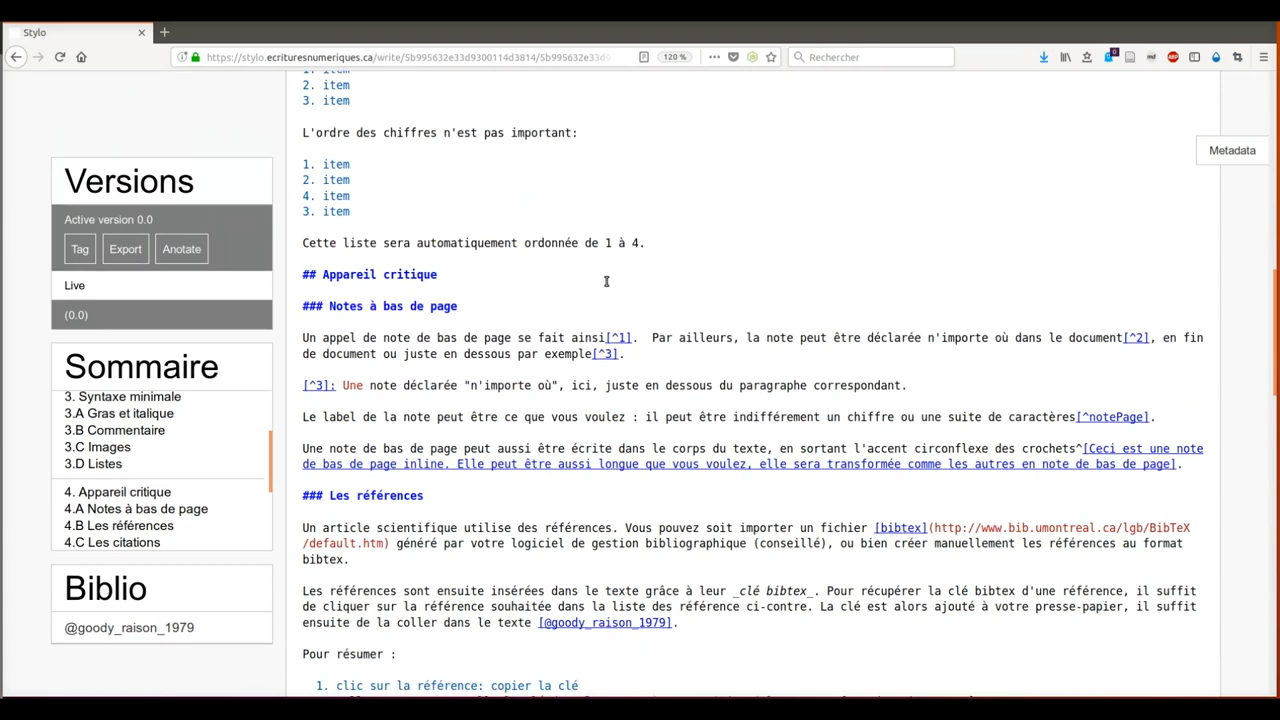 Stylo
https://stylo.ecrituresnumeriques.ca/write/5b995632e33d9300114d3814/5b995632e33d9
120 %
Rechercher
Metadata
Versions
Active version 0.0
Tag
Export
Anotate
Live
(0.0)
Sommaire
3. Syntaxe minimale
3.A Gras et italique
3.B Commentaire
3.C Images
3.D Listes
4. Appareil critique
4.A Notes à bas de page
4.B Les références
4.C Les citations
Biblio
@goody_raison_1979
1. item
2. item
3. item
L'ordre des chiffres n'est pas important:
1. item
2. item
4. item
3. item
Cette liste sera automatiquement ordonnée de 1 à 4.
## Appareil critique
### Notes à bas de page
Un appel de note de bas de page se fait ainsi[^1].  Par ailleurs, la note peut être déclarée n'importe où dans le document[^2], en fin
de document ou juste en dessous par exemple[^3].
[^3]: Une note déclarée "n'importe où", ici, juste en dessous du paragraphe correspondant.
Le label de la note peut être ce que vous voulez : il peut être indifférement un chiffre ou une suite de caractères[^notePage].
Une note de bas de page peut aussi être écrite dans le corps du texte, en sortant l'accent circonflexe des crochets^[Ceci est une note
de bas de page inline. Elle peut être aussi longue que vous voulez, elle sera transformée comme les autres en note de bas de page].
### Les références
Un article scientifique utilise des références. Vous pouvez soit importer un fichier [bibtex](http://www.bib.umontreal.ca/lgb/BibTeX
/default.htm) généré par votre logiciel de gestion bibliographique (conseillé), ou bien créer manuellement les références au format
bibtex.
Les références sont ensuite insérées dans le texte grâce à leur _clé bibtex_. Pour récupérer la clé bibtex d'une référence, il suffit
de cliquer sur la référence souhaitée dans la liste des référence ci-contre. La clé est alors ajouté à votre presse-papier, il suffit
ensuite de la coller dans le texte [@goody_raison_1979].
Pour résumer :
1. clic sur la référence: copier la clé